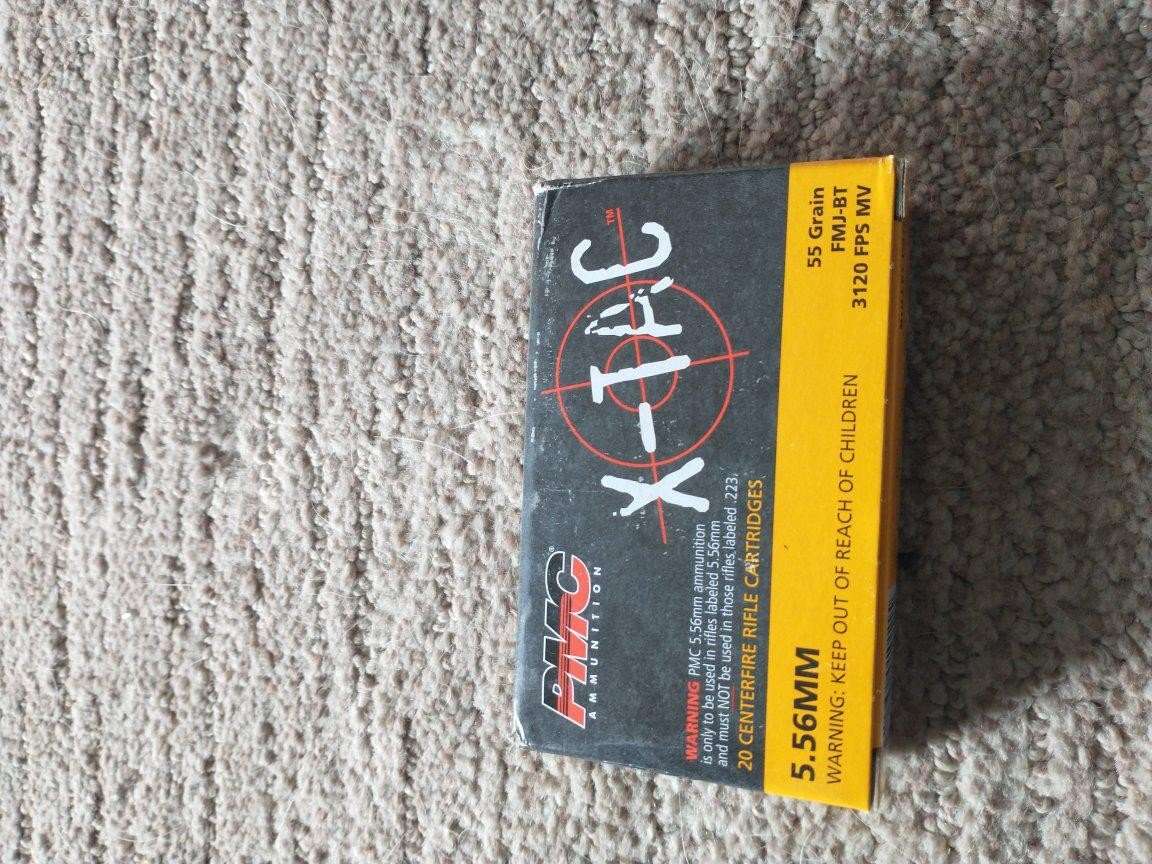 PMC®
AMMUNITION
X-TAC™
WARNING PMC 5.56mm ammunition
is only to be used in rifles labeled 5.56mm
and must NOT be used in those rifles labeled .223.
20 CENTERFIRE RIFLE CARTRIDGES
5.56MM
WARNING: KEEP OUT OF REACH OF CHILDREN
55 Grain
FMJ-BT
3120 FPS MV